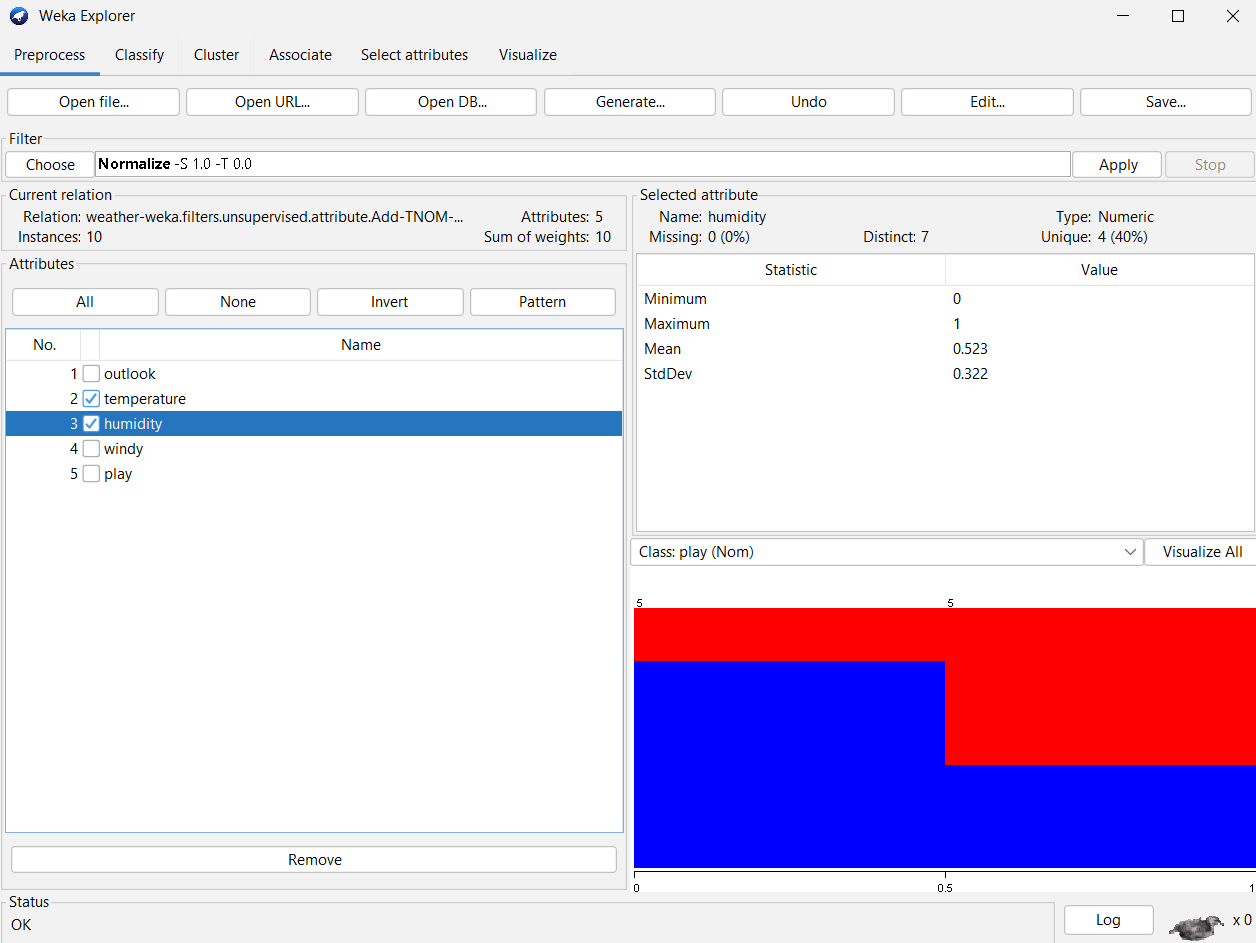 Weka Explorer
Preprocess Classify Cluster Associate Select attributes Visualize
Open file... Open URL... Open DB... Generate... Undo Edit... Save...
Filter
Choose Normalize -S 1.0 -T 0.0 Apply Stop
Current relation
Relation: weather-weka.filters.unsupervised.attribute.Add-TNOM-... Attributes: 5
Instances: 10 Sum of weights: 10
Attributes
All None Invert Pattern
No. Name
1 outlook
2 temperature
3 humidity
4 windy
5 play
Remove
Selected attribute
Name: humidity Type: Numeric
Missing: 0 (0%) Distinct: 7 Unique: 4 (40%)
Statistic Value
Minimum 0
Maximum 1
Mean 0.523
StdDev 0.322
Class: play (Nom) Visualize All
5 5
0 0.5 1
Status
OK
Log x 0